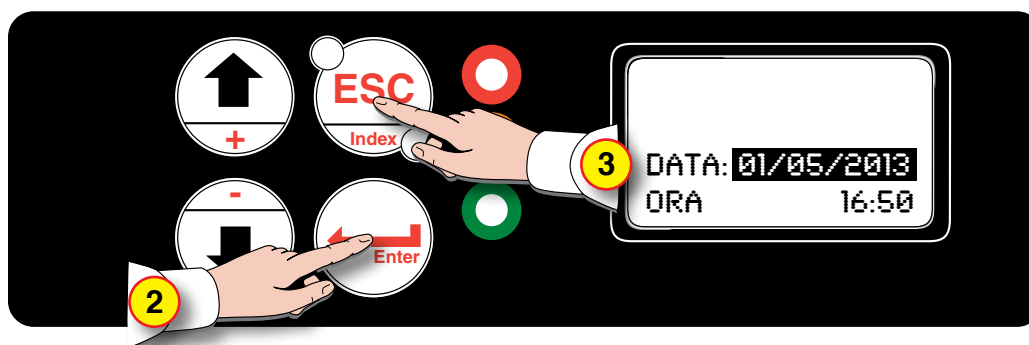 ESC
+
Index
3
DATA: 01/05/2013
ORA 16:50
-
Enter
2